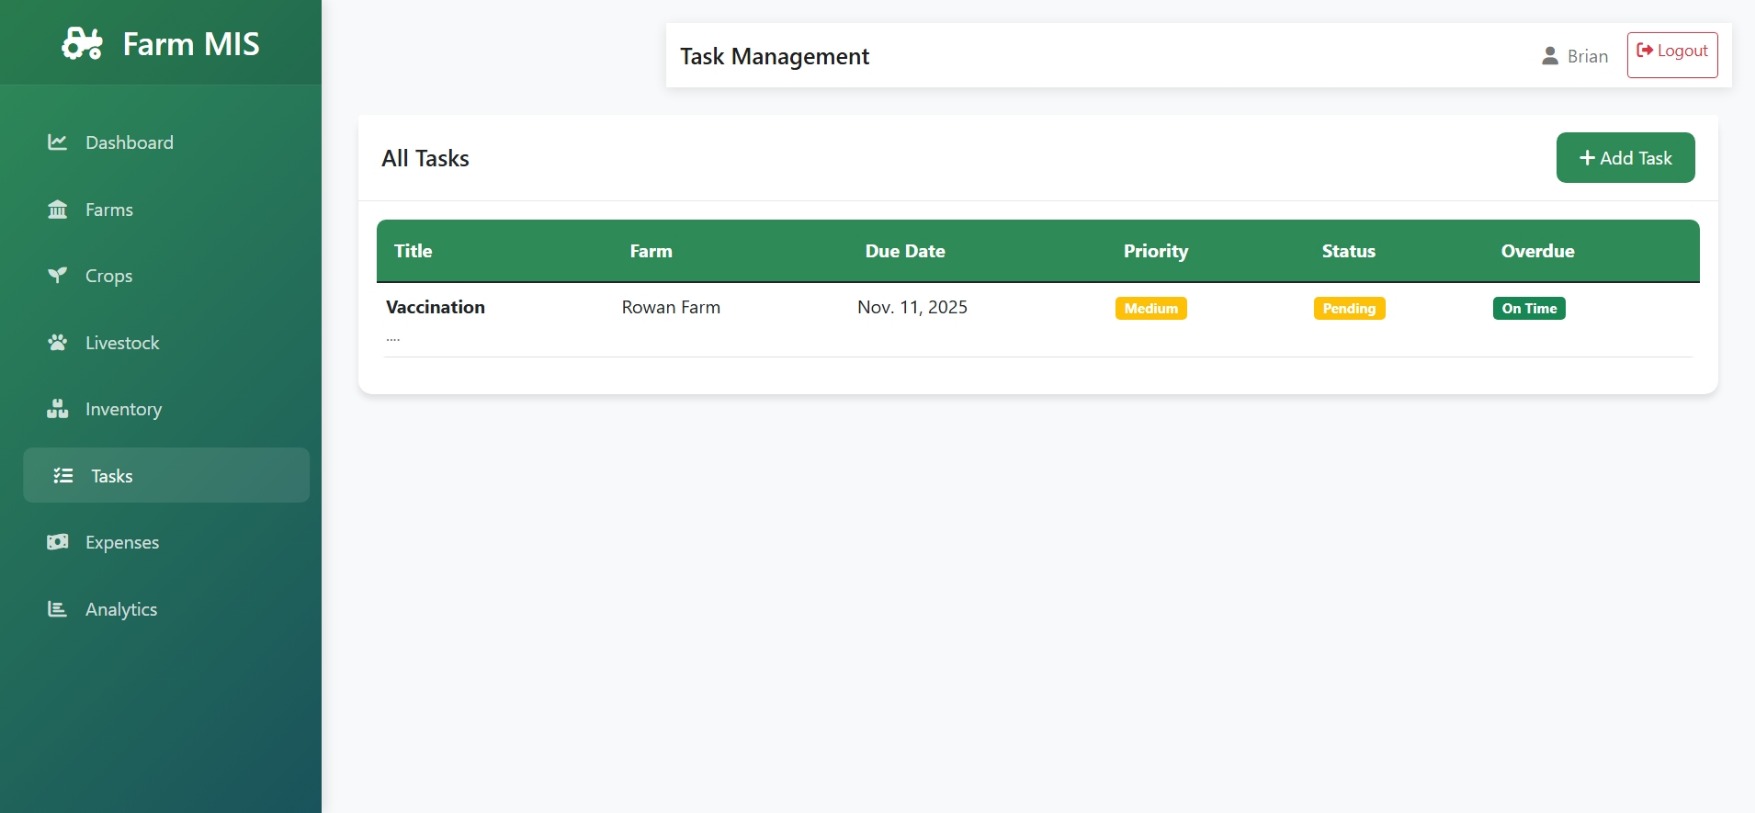 Farm MIS
Dashboard
Farms
Crops
Livestock
Inventory
Tasks
Expenses
Analytics
Task Management
Brian
Logout
All Tasks
+ Add Task
Title Farm Due Date Priority Status Overdue
Vaccination Rowan Farm Nov. 11, 2025 Medium Pending On Time
....